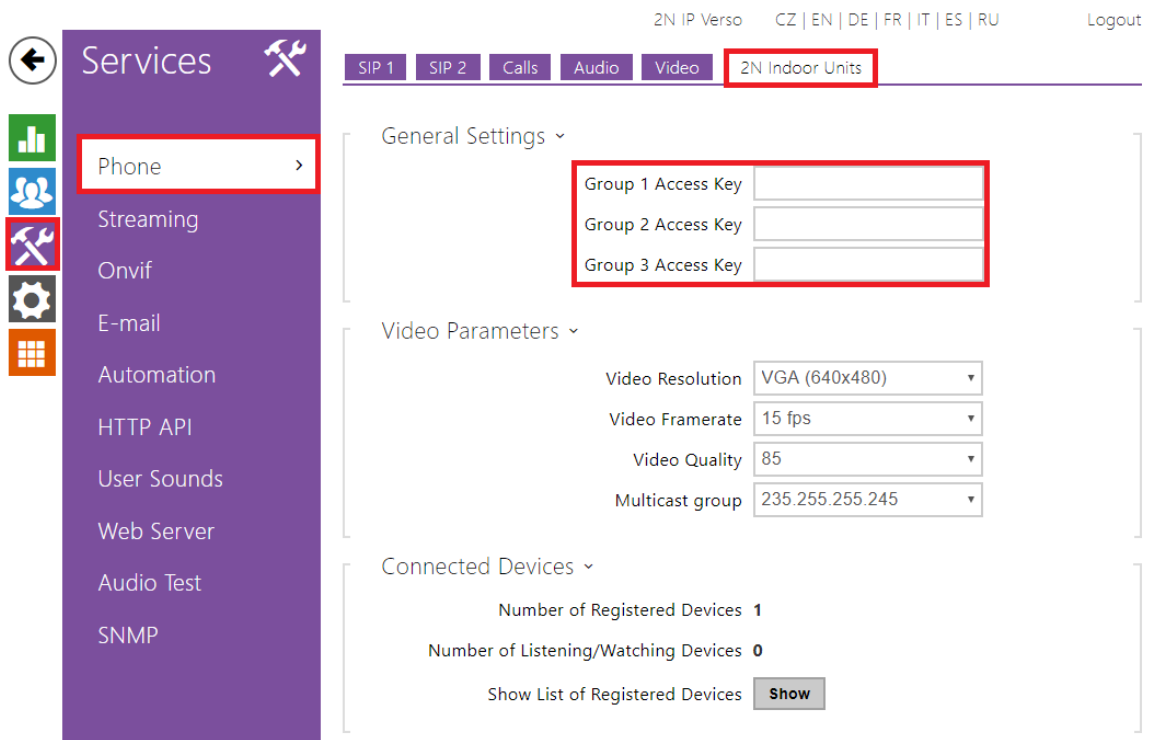 2N IP Verso CZ | EN | DE | FR | IT | ES | RU Logout
Services
SIP 1 SIP 2 Calls Audio Video 2N Indoor Units
Phone
Streaming
Onvif
E-mail
Automation
HTTP API
User Sounds
Web Server
Audio Test
SNMP
General Settings
Group 1 Access Key
Group 2 Access Key
Group 3 Access Key
Video Parameters
Video Resolution VGA (640x480)
Video Framerate 15 fps
Video Quality 85
Multicast group 235.255.255.245
Connected Devices
Number of Registered Devices 1
Number of Listening/Watching Devices 0
Show List of Registered Devices Show